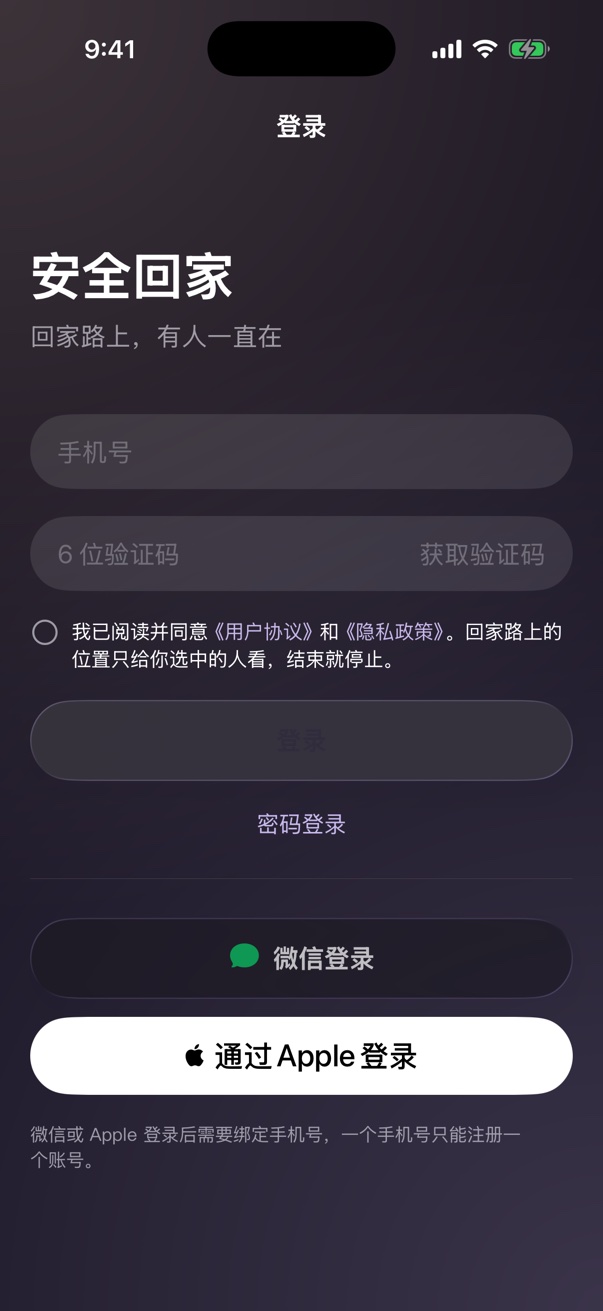 9:41
登录
安全回家
回家路上，有人一直在
手机号
6 位验证码 获取验证码
我已阅读并同意《用户协议》和《隐私政策》。回家路上的
位置只给你选中的人看，结束就停止。
登录
密码登录
微信登录
通过 Apple 登录
微信或 Apple 登录后需要绑定手机号，一个手机号只能注册一
个账号。